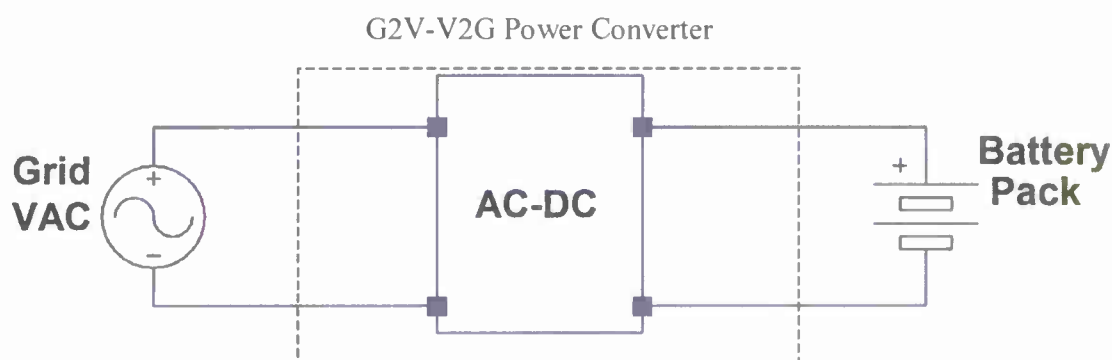 G2V-V2G Power Converter
Grid
VAC
+
−
AC-DC
+
Battery
Pack